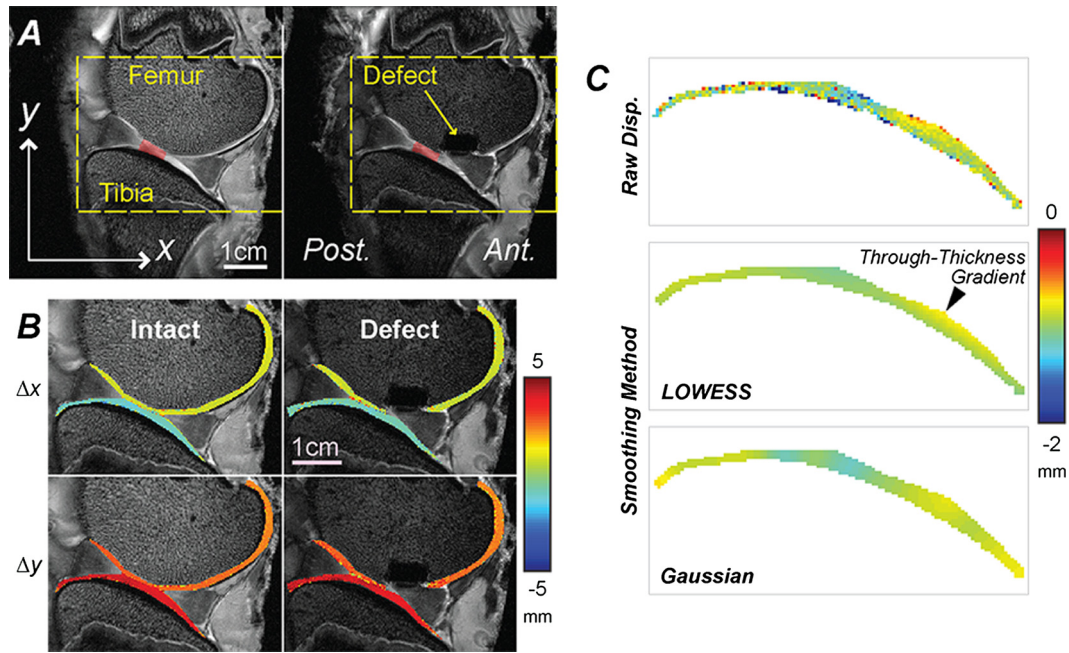 A
Femur
Defect
y
Tibia
x
1cm
Post.
Ant.
B
Intact
Defect
Δx
1cm
Δy
5
-5
mm
C
Raw Disp.
Smoothing Method
Through-Thickness
Gradient
LOWESS
Gaussian
0
-2
mm